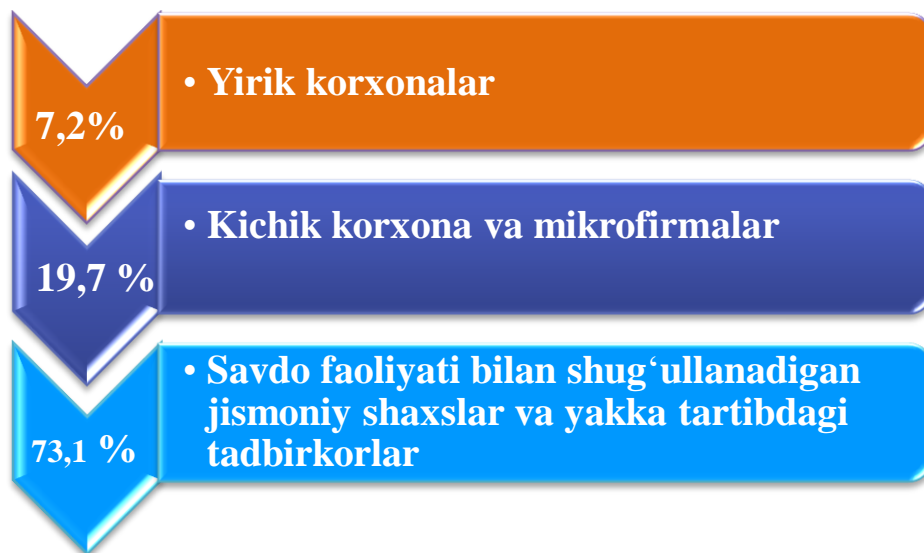 7,2%
• Yirik korxonalar
19,7 %
• Kichik korxona va mikrofirmalar
73,1 %
• Savdo faoliyati bilan shug‘ullanadigan
jismoniy shaxslar va yakka tartibdagi
tadbirkorlar